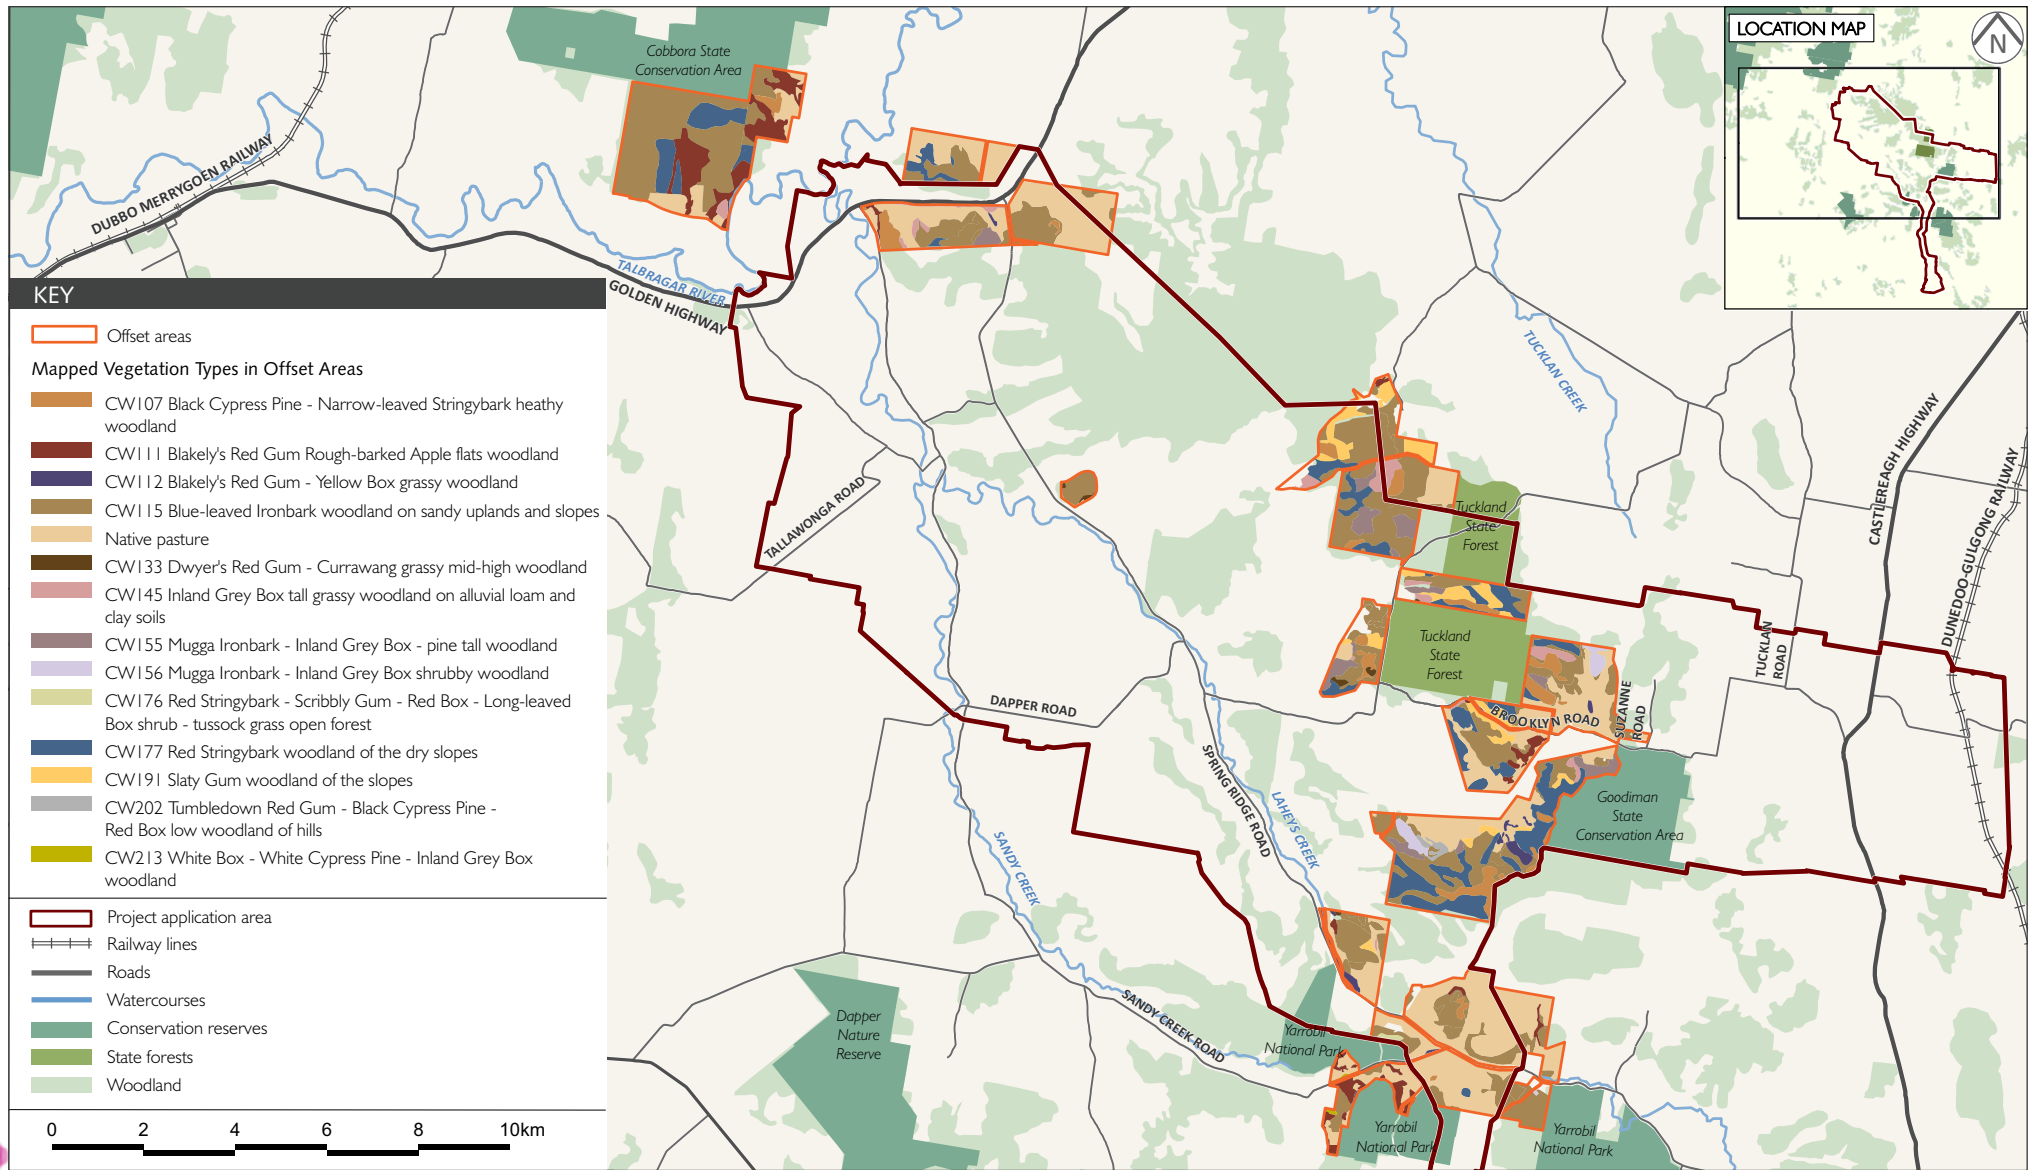 LOCATION MAP
N
Cobbora State
Conservation Area
DUBBO MERRYGOEN RAILWAY
TALBRAGAR RIVER
GOLDEN HIGHWAY
TUCKLAN CREEK
CASTLEREAGH HIGHWAY
DUNEDOO-GULGONG RAILWAY
TALLAWONGA ROAD
Tuckland
State
Forest
Tuckland
State
Forest
TUCKLAN
ROAD
BROOKLYN ROAD
SUZANNE
ROAD
DAPPER ROAD
SPRING RIDGE ROAD
LAHEYS CREEK
Goodiman
State
Conservation Area
SANDY CREEK
SANDY CREEK ROAD
Dapper
Nature
Reserve
Yarrobil
National Park
Yarrobil
National Park
Yarrobil
National Park
KEY
Offset areas
Mapped Vegetation Types in Offset Areas
CW107 Black Cypress Pine - Narrow-leaved Stringybark heathy
woodland
CW111 Blakely's Red Gum Rough-barked Apple flats woodland
CW112 Blakely's Red Gum - Yellow Box grassy woodland
CW115 Blue-leaved Ironbark woodland on sandy uplands and slopes
Native pasture
CW133 Dwyer's Red Gum - Currawang grassy mid-high woodland
CW145 Inland Grey Box tall grassy woodland on alluvial loam and
clay soils
CW155 Mugga Ironbark - Inland Grey Box - pine tall woodland
CW156 Mugga Ironbark - Inland Grey Box shrubby woodland
CW176 Red Stringybark - Scribbly Gum - Red Box - Long-leaved
Box shrub - tussock grass open forest
CW177 Red Stringybark woodland of the dry slopes
CW191 Slaty Gum woodland of the slopes
CW202 Tumbledown Red Gum - Black Cypress Pine -
Red Box low woodland of hills
CW213 White Box - White Cypress Pine - Inland Grey Box
woodland
Project application area
Railway lines
Roads
Watercourses
Conservation reserves
State forests
Woodland
0 2 4 6 8 10km